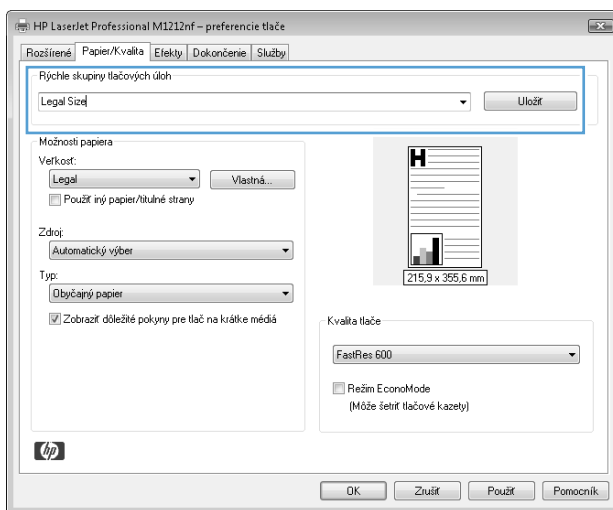 HP LaserJet Professional M1212nf – preferencie tlače
Rozšírené Papier/Kvalita Efekty Dokončenie Služby
Rýchle skupiny tlačových úloh
Legal Size
Uložiť
Možnosti papiera
Veľkosť:
Legal
Vlastná...
Použiť iný papier/titulné strany
Zdroj:
Automatický výber
Typ:
Obyčajný papier
Zobraziť dôležité pokyny pre tlač na krátke médiá
H
215,9 x 355,6 mm
Kvalita tlače
FastRes 600
Režim EconoMode
(Môže šetriť tlačové kazety)
hp
OK Zrušiť Použiť Pomocník